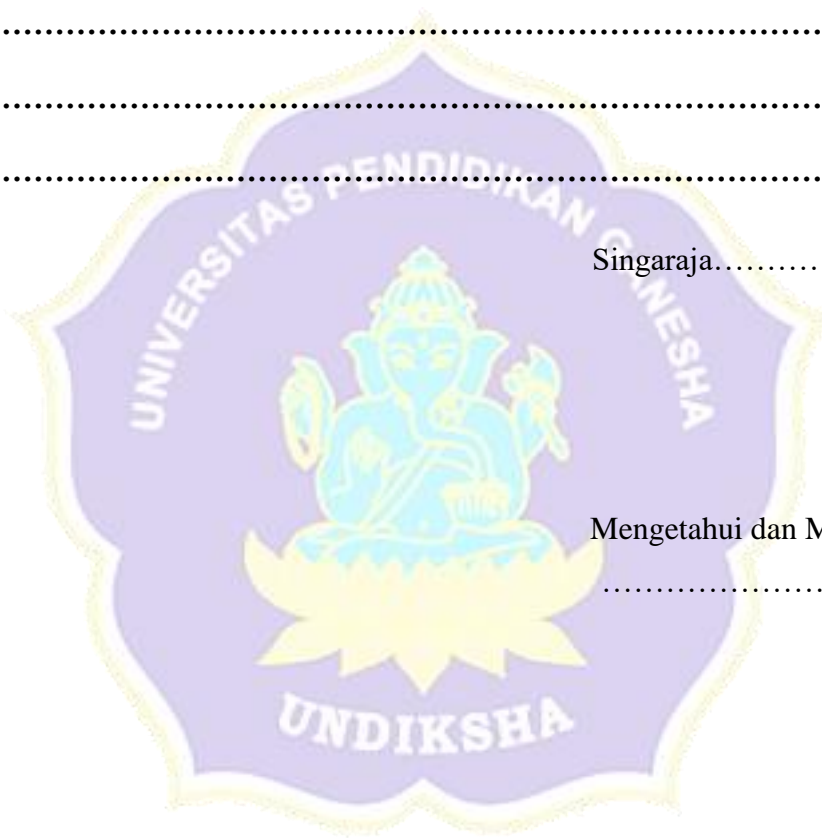 ................................................................................
................................................................................
................................................................................
UNIVERSITAS PENDIDIKAN GANESHA
Singaraja..........
Mengetahui dan M
.....................
UNDIKSHA